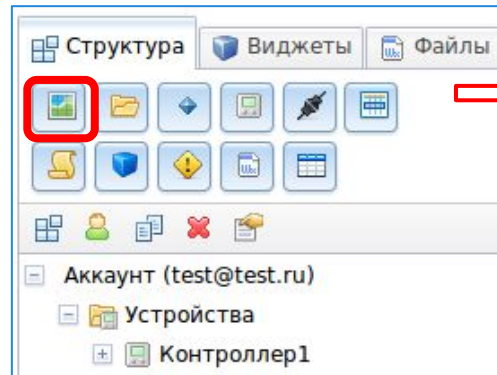 Структура Виджеты Файлы
Аккаунт (test@test.ru)
Устройства
Контроллер1